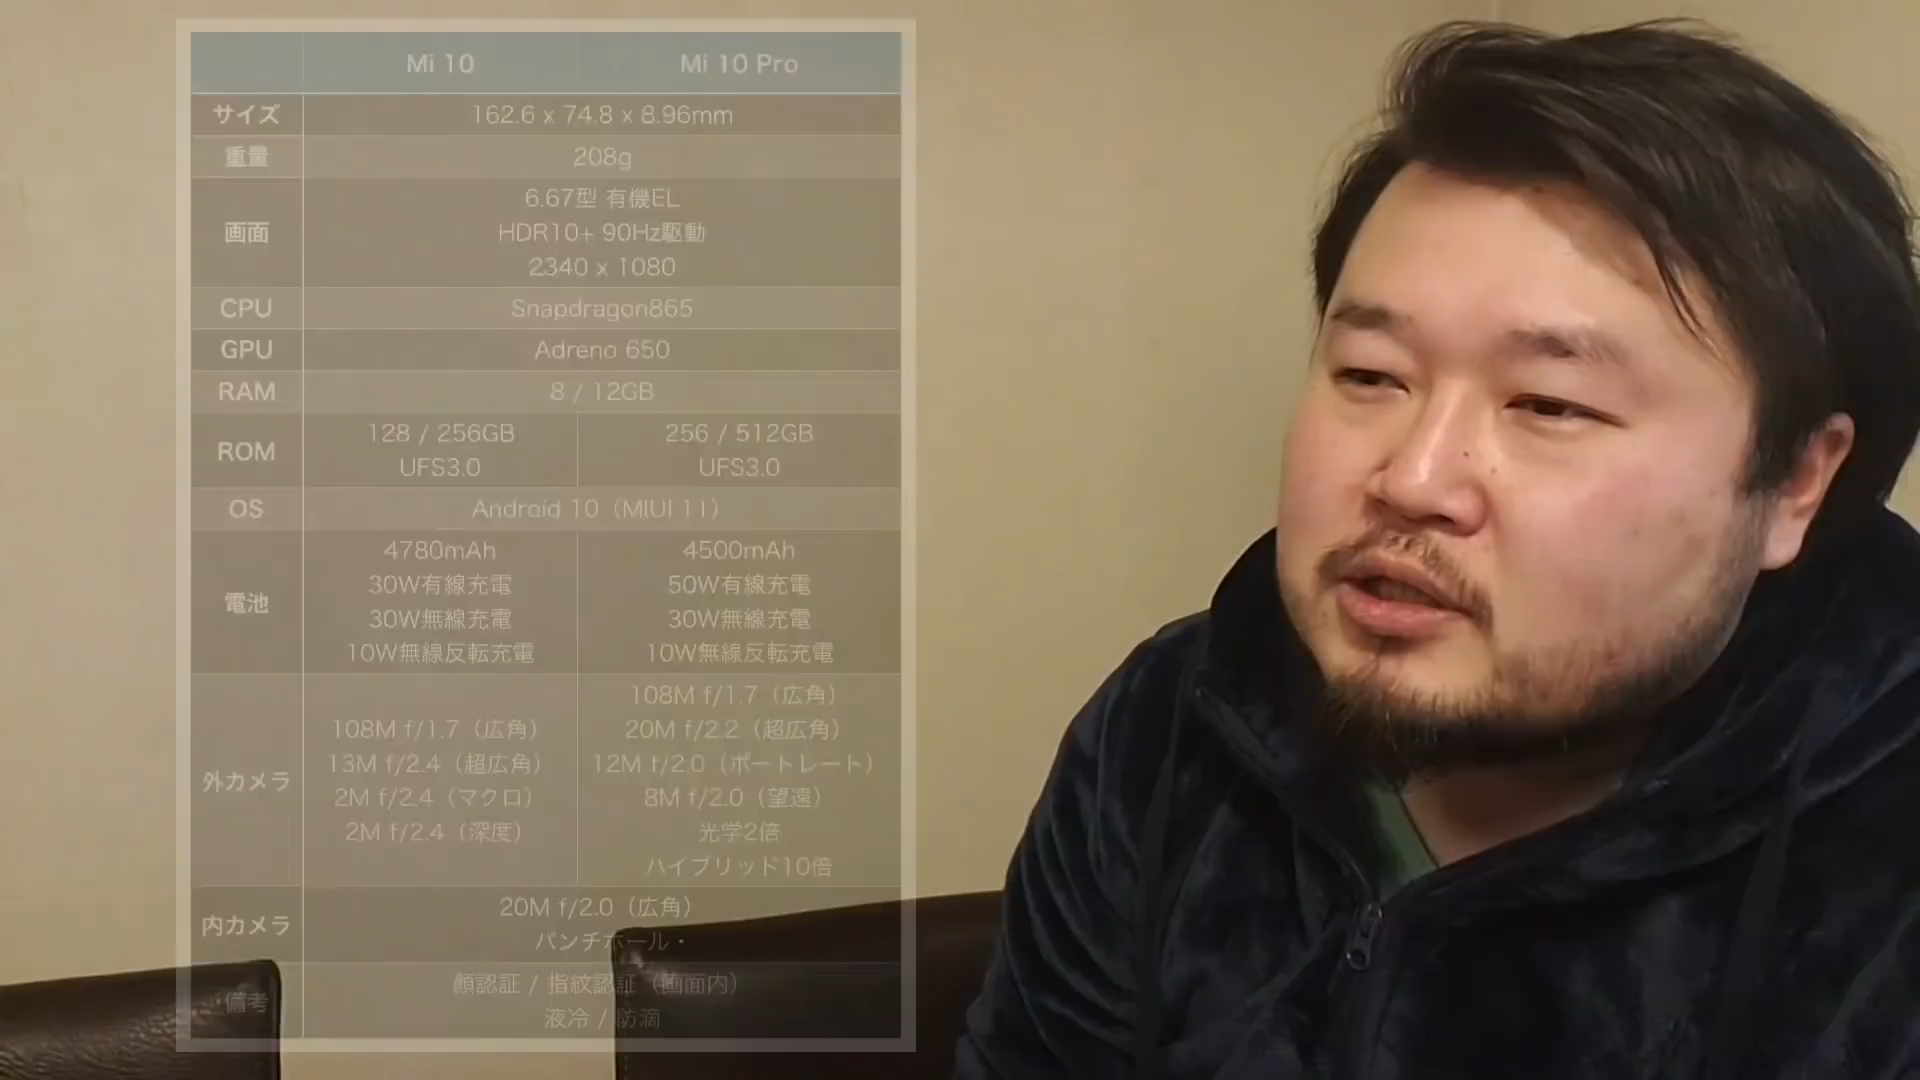 Mi 10 Mi 10 Pro
サイズ 162.6 x 74.8 x 8.96mm
重量 208g
画面 6.67型 有機EL
HDR10+ 90Hz駆動
2340 x 1080
CPU Snapdragon865
GPU Adreno 650
RAM 8 / 12GB
ROM 128 / 256GB 256 / 512GB
UFS3.0 UFS3.0
OS Android 10（MIUI 11）
電池 4780mAh 4500mAh
30W有線充電 50W有線充電
30W無線充電 30W無線充電
10W無線反転充電 10W無線反転充電
外カメラ
108M f/1.7（広角）
13M f/2.4（超広角）
2M f/2.4（マクロ）
2M f/2.4（深度）
108M f/1.7（広角）
20M f/2.2（超広角）
12M f/2.0（ポートレート）
8M f/2.0（望遠）
光学2倍
ハイブリッド10倍
内カメラ 20M f/2.0（広角）
パンチホール・
備考 顔認証 / 指紋認証（画面内）
液冷 / 防滴